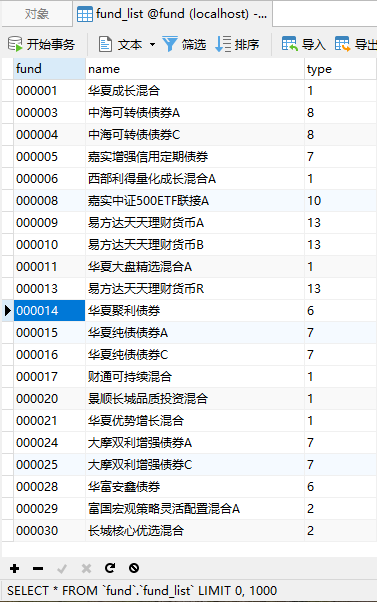 对象 fund_list @fund (localhost) -...
开始事务 文本 筛选 排序 导入 导出
fund name type
000001 华夏成长混合 1
000003 中海可转债债券A 8
000004 中海可转债债券C 8
000005 嘉实增强信用定期债券 7
000006 西部利得量化成长混合A 1
000008 嘉实中证500ETF联接A 10
000009 易方达天天理财货币A 13
000010 易方达天天理财货币B 13
000011 华夏大盘精选混合A 1
000013 易方达天天理财货币R 13
000014 华夏聚利债券 6
000015 华夏纯债债券A 7
000016 华夏纯债债券C 7
000017 财通可持续混合 1
000020 景顺长城品质投资混合 1
000021 华夏优势增长混合 1
000024 大摩双利增强债券A 7
000025 大摩双利增强债券C 7
000028 华富安鑫债券 6
000029 富国宏观策略灵活配置混合A 2
000030 长城核心优选混合 2
SELECT * FROM `fund`.`fund_list` LIMIT 0, 1000